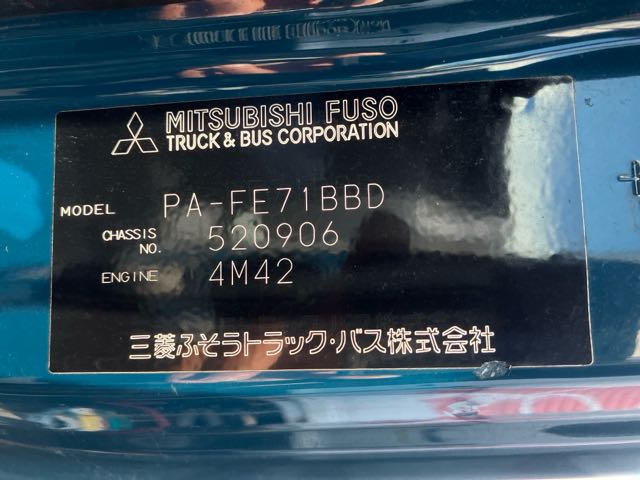 MITSUBISHI FUSO
TRUCK & BUS CORPORATION
MODEL PA-FE71BBD
CHASSIS NO. 520906
ENGINE 4M42
三菱ふそうトラック・バス株式会社